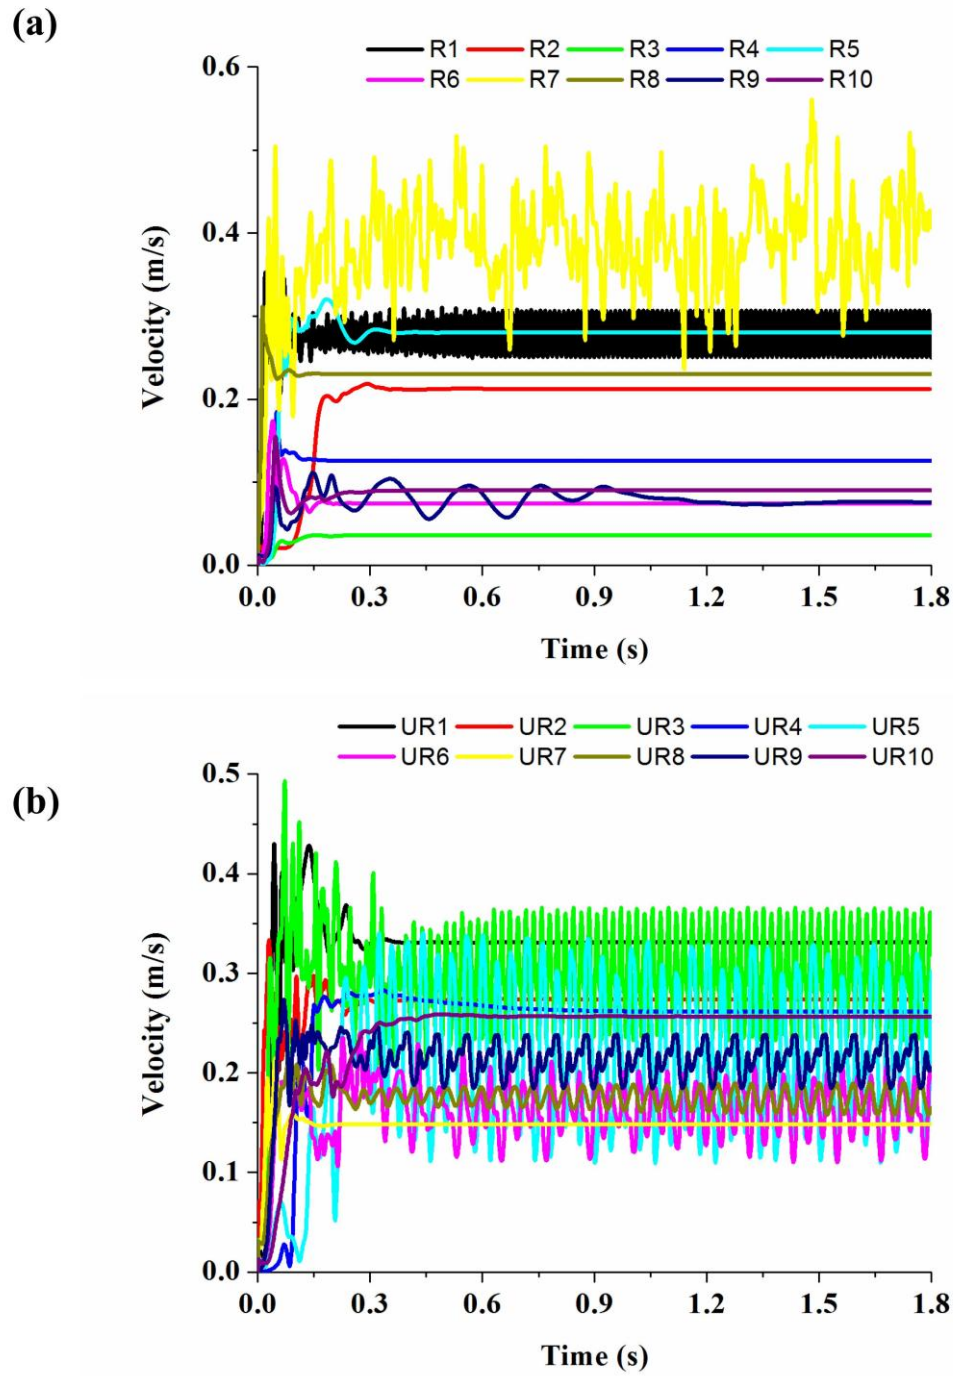 (a)
R1 R2 R3 R4 R5
R6 R7 R8 R9 R10
0.6
0.4
0.2
0.0
Velocity (m/s)
0.0 0.3 0.6 0.9 1.2 1.5 1.8
Time (s)
(b)
UR1 UR2 UR3 UR4 UR5
UR6 UR7 UR8 UR9 UR10
0.5
0.4
0.3
0.2
0.1
0.0
Velocity (m/s)
0.0 0.3 0.6 0.9 1.2 1.5 1.8
Time (s)